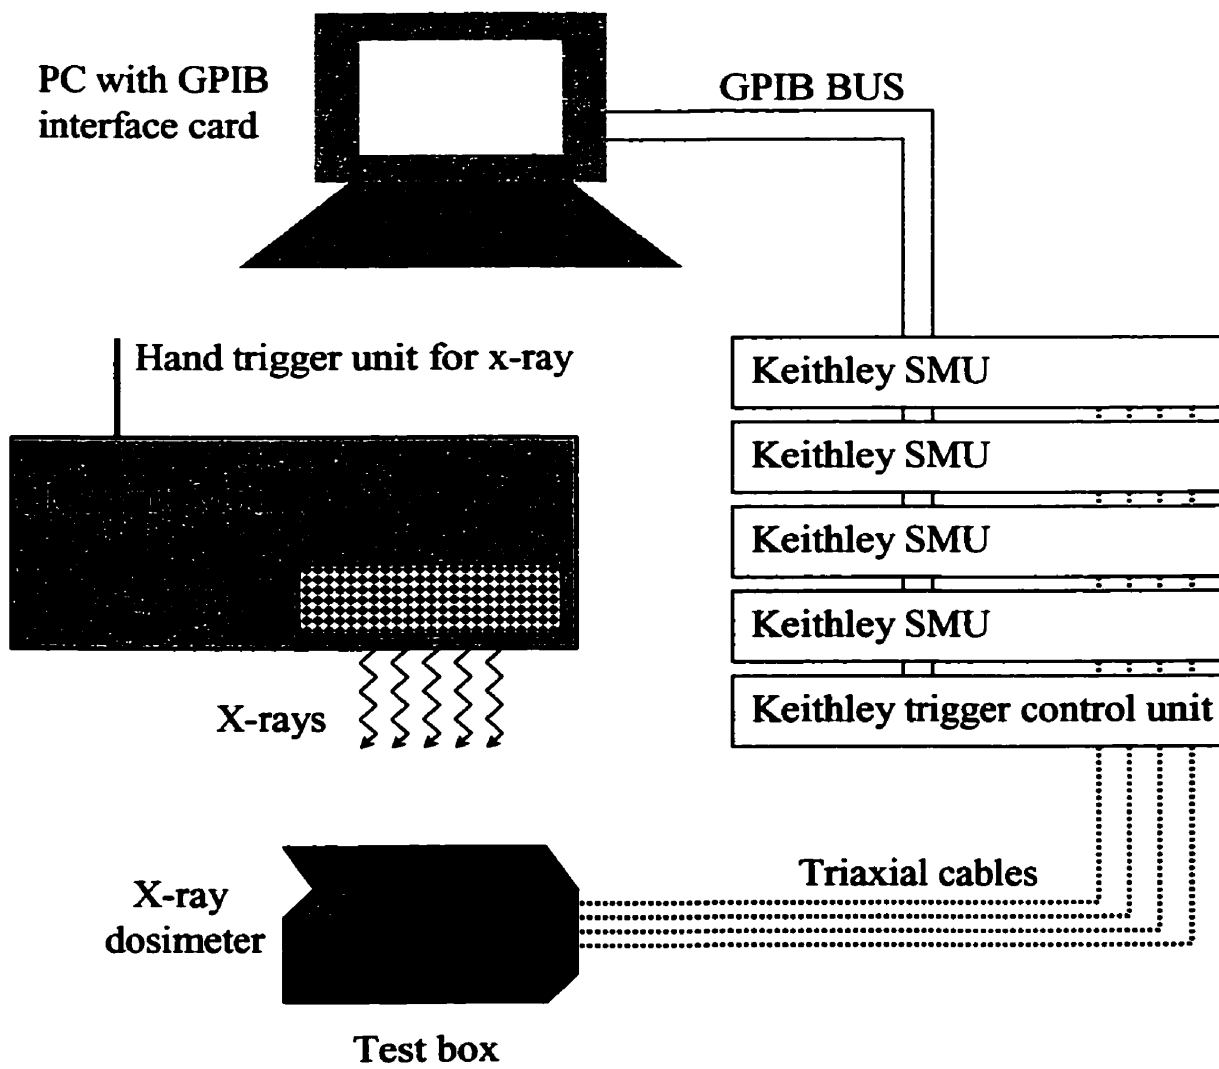 PC with GPIB
interface card
GPIB BUS
Hand trigger unit for x-ray
Keithley SMU
Keithley SMU
Keithley SMU
Keithley SMU
Keithley trigger control unit
X-rays
X-ray
dosimeter
Triaxial cables
Test box